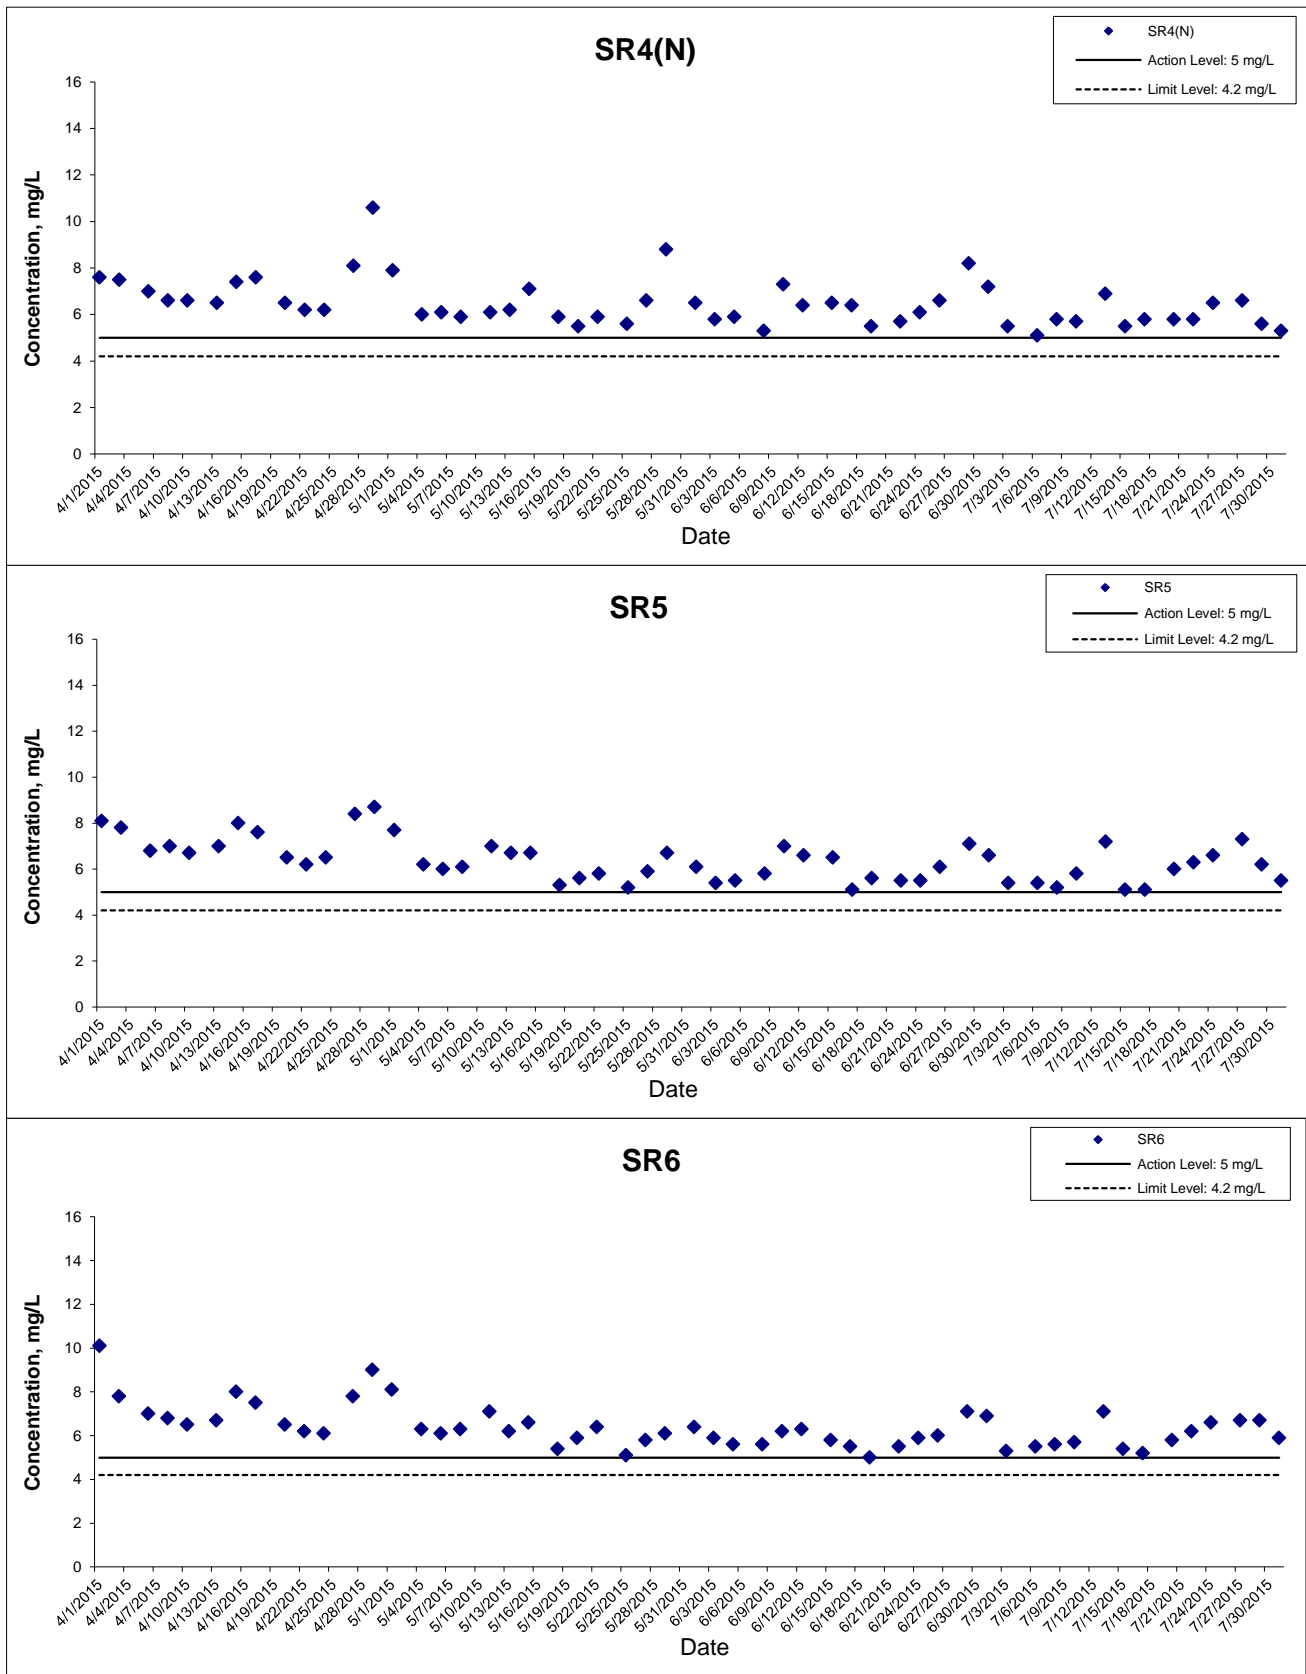 SR4(N)
SR4(N)
Action Level: 5 mg/L
Limit Level: 4.2 mg/L
Concentration, mg/L
16
14
12
10
8
6
4
2
0
4/1/2015 4/4/2015 4/7/2015 4/10/2015 4/13/2015 4/16/2015 4/19/2015 4/22/2015 4/25/2015 4/28/2015 5/1/2015 5/4/2015 5/7/2015 5/10/2015 5/13/2015 5/16/2015 5/19/2015 5/22/2015 5/25/2015 5/28/2015 5/31/2015 6/3/2015 6/6/2015 6/9/2015 6/12/2015 6/15/2015 6/18/2015 6/21/2015 6/24/2015 6/27/2015 6/30/2015 7/3/2015 7/6/2015 7/9/2015 7/12/2015 7/15/2015 7/18/2015 7/21/2015 7/24/2015 7/27/2015 7/30/2015
Date
SR5
SR5
Action Level: 5 mg/L
Limit Level: 4.2 mg/L
Concentration, mg/L
16
14
12
10
8
6
4
2
0
4/1/2015 4/4/2015 4/7/2015 4/10/2015 4/13/2015 4/16/2015 4/19/2015 4/22/2015 4/25/2015 4/28/2015 5/1/2015 5/4/2015 5/7/2015 5/10/2015 5/13/2015 5/16/2015 5/19/2015 5/22/2015 5/25/2015 5/28/2015 5/31/2015 6/3/2015 6/6/2015 6/9/2015 6/12/2015 6/15/2015 6/18/2015 6/21/2015 6/24/2015 6/27/2015 6/30/2015 7/3/2015 7/6/2015 7/9/2015 7/12/2015 7/15/2015 7/18/2015 7/21/2015 7/24/2015 7/27/2015 7/30/2015
Date
SR6
SR6
Action Level: 5 mg/L
Limit Level: 4.2 mg/L
Concentration, mg/L
16
14
12
10
8
6
4
2
0
4/1/2015 4/4/2015 4/7/2015 4/10/2015 4/13/2015 4/16/2015 4/19/2015 4/22/2015 4/25/2015 4/28/2015 5/1/2015 5/4/2015 5/7/2015 5/10/2015 5/13/2015 5/16/2015 5/19/2015 5/22/2015 5/25/2015 5/28/2015 5/31/2015 6/3/2015 6/6/2015 6/9/2015 6/12/2015 6/15/2015 6/18/2015 6/21/2015 6/24/2015 6/27/2015 6/30/2015 7/3/2015 7/6/2015 7/9/2015 7/12/2015 7/15/2015 7/18/2015 7/21/2015 7/24/2015 7/27/2015 7/30/2015
Date